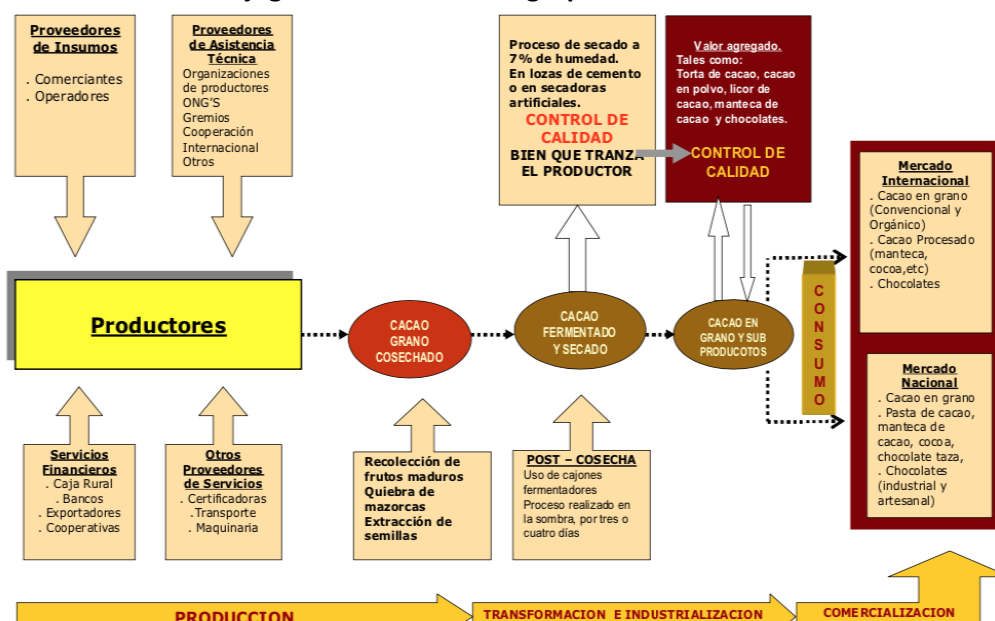 Proveedores
de Insumos
. Comerciantes
. Operadores
Proveedores
de Asistencia
Técnica
Organizaciones
de productores
ONG'S
Gremios
Cooperación
Internacional
Otros
Proceso de secado a
7% de humedad.
En lozas de cemento
o en secadoras
artificiales.
CONTROL DE
CALIDAD
BIEN QUE TRANZA
EL PRODUCTOR
Valor agregado.
Tales como:
Torta de cacao, cacao
en polvo, licor de
cacao, manteca de
cacao y chocolates.
CONTROL DE
CALIDAD
Mercado
Internacional
. Cacao en grano
(Convencional y
Orgánico)
. Cacao Procesado
(manteca,
cocoa,etc)
. Chocolates
Productores
CACAO
GRANO
COSECHADO
CACAO
FERMENTADO
Y SECADO
CACAO EN
GRANO Y SUB
PRODUCOTOS
C
O
N
S
U
M
O
Mercado
Nacional
. Cacao en grano
. Pasta de cacao,
manteca de
cacao, cocoa,
chocolate taza,
. Chocolates
(industrial y
artesanal)
Servicios
Financieros
. Caja Rural
. Bancos
. Exportadores
. Cooperativas
Otros
Proveedores
de Servicios
. Certificadoras
.Transporte
. Maquinaria
Recolección de
frutos maduros
Quiebra de
mazorcas
Extracción de
semillas
POST – COSECHA
Uso de cajones
fermentadores
Proceso realizado en
la sombra, por tres o
cuatro días
PRODUCCION
TRANSFORMACION E INDUSTRIALIZACION
COMERCIALIZACION